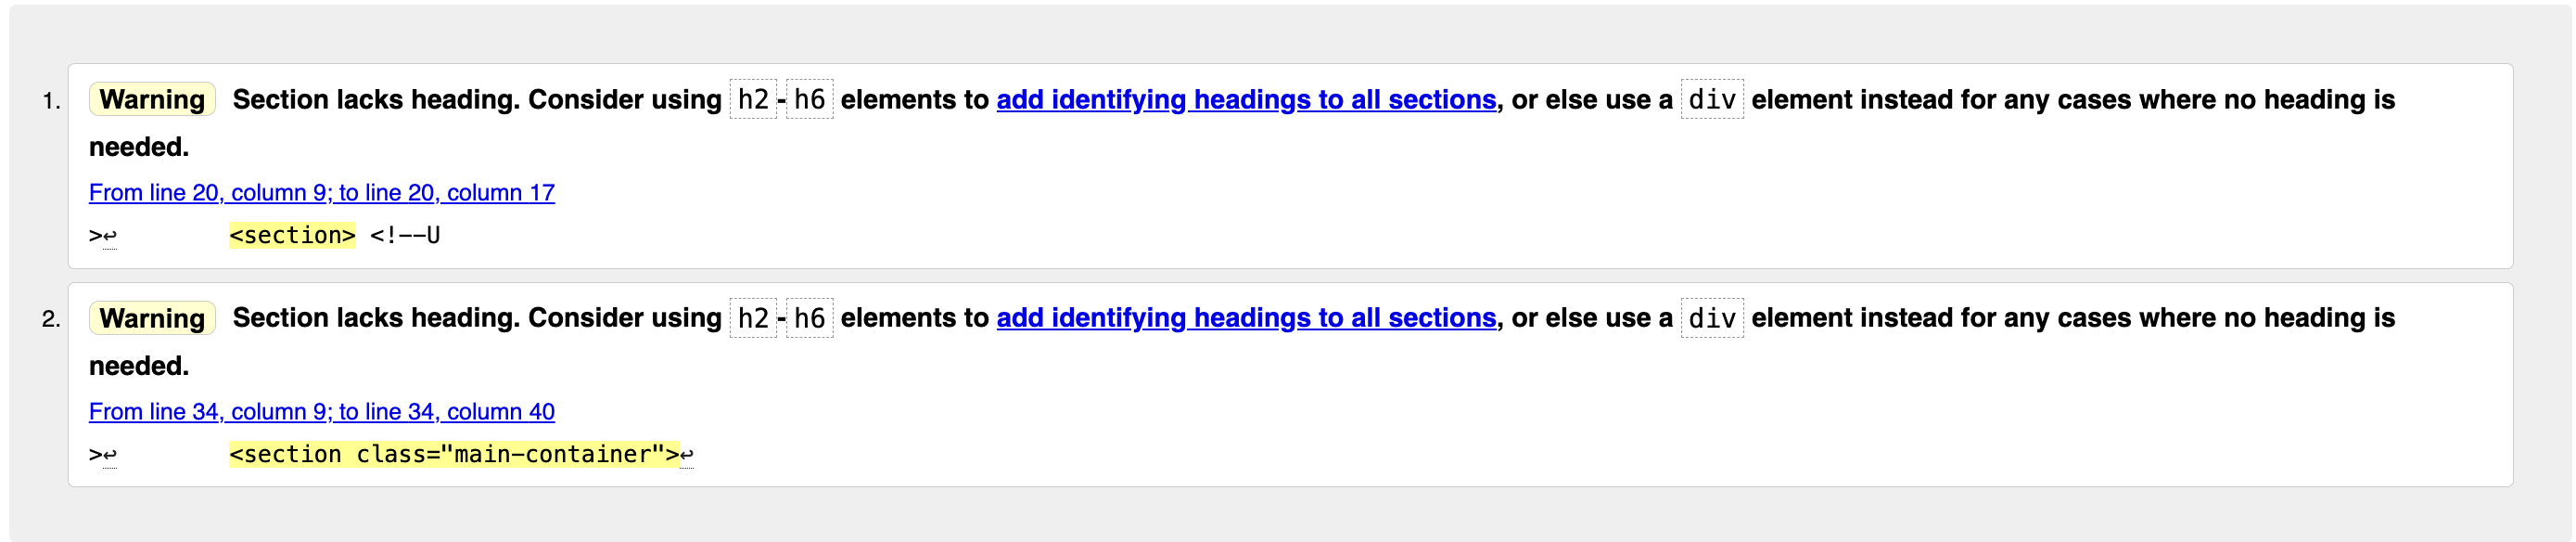 1. Warning Section lacks heading. Consider using h2-h6 elements to add identifying headings to all sections, or else use a div element instead for any cases where no heading is
needed.
From line 20, column 9; to line 20, column 17
>↩ <section> <!--U
2. Warning Section lacks heading. Consider using h2-h6 elements to add identifying headings to all sections, or else use a div element instead for any cases where no heading is
needed.
From line 34, column 9; to line 34, column 40
>↩ <section class="main-container">↩